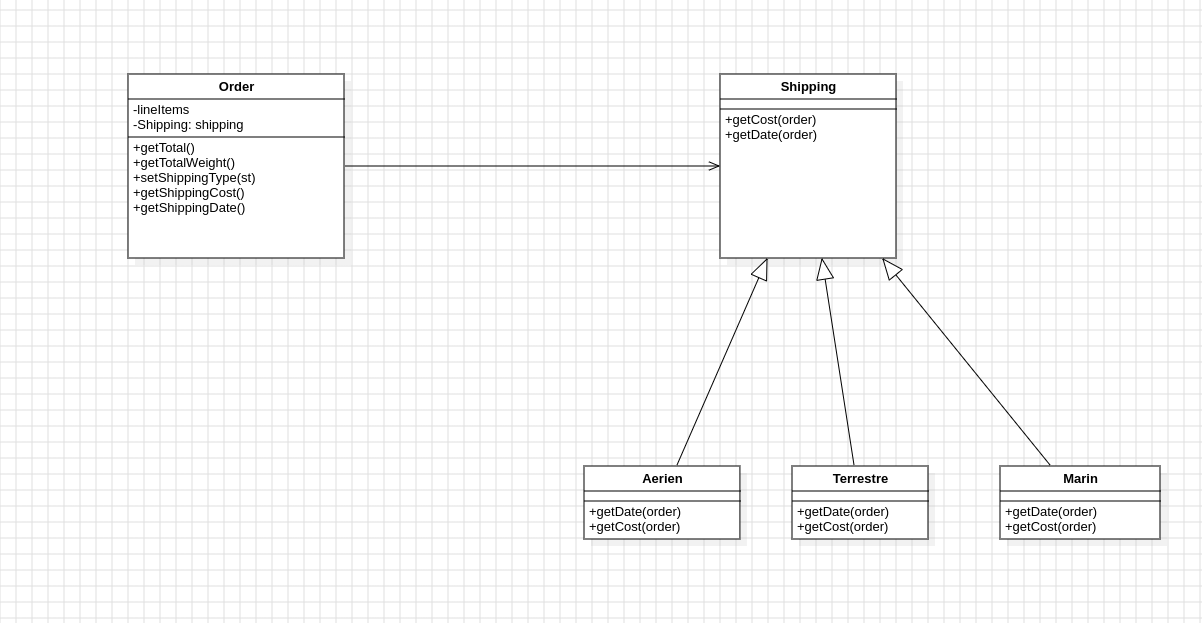 Order
-lineItems
-Shipping: shipping
+getTotal()
+getTotalWeight()
+setShippingType(st)
+getShippingCost()
+getShippingDate()
Shipping
+getCost(order)
+getDate(order)
Aerien
+getDate(order)
+getCost(order)
Terrestre
+getDate(order)
+getCost(order)
Marin
+getDate(order)
+getCost(order)